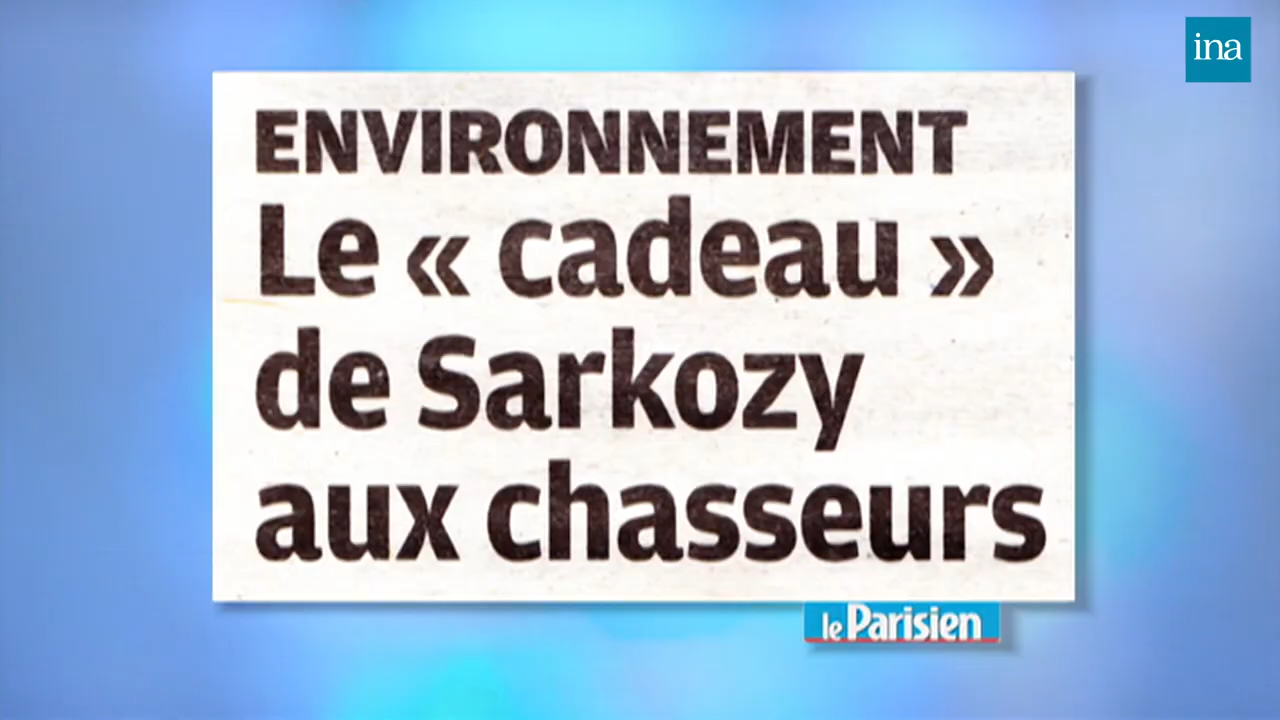 ina
ENVIRONNEMENT
Le « cadeau »
de Sarkozy
aux chasseurs
le Parisien